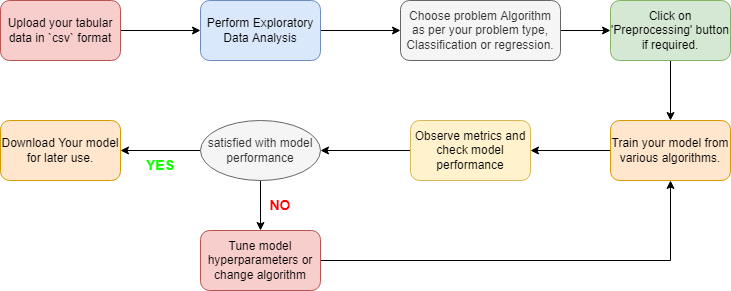 Upload your tabular
data in `csv` format
Perform Exploratory
Data Analysis
Choose problem Algorithm
as per your problem type,
Classification or regression.
Click on
'Preprocessing' button
if required.
Download Your model
for later use.
YES
satisfied with model
performance
Observe metrics and
check model
performance
Train your model from
various algorithms.
NO
Tune model
hyperparameters or
change algorithm